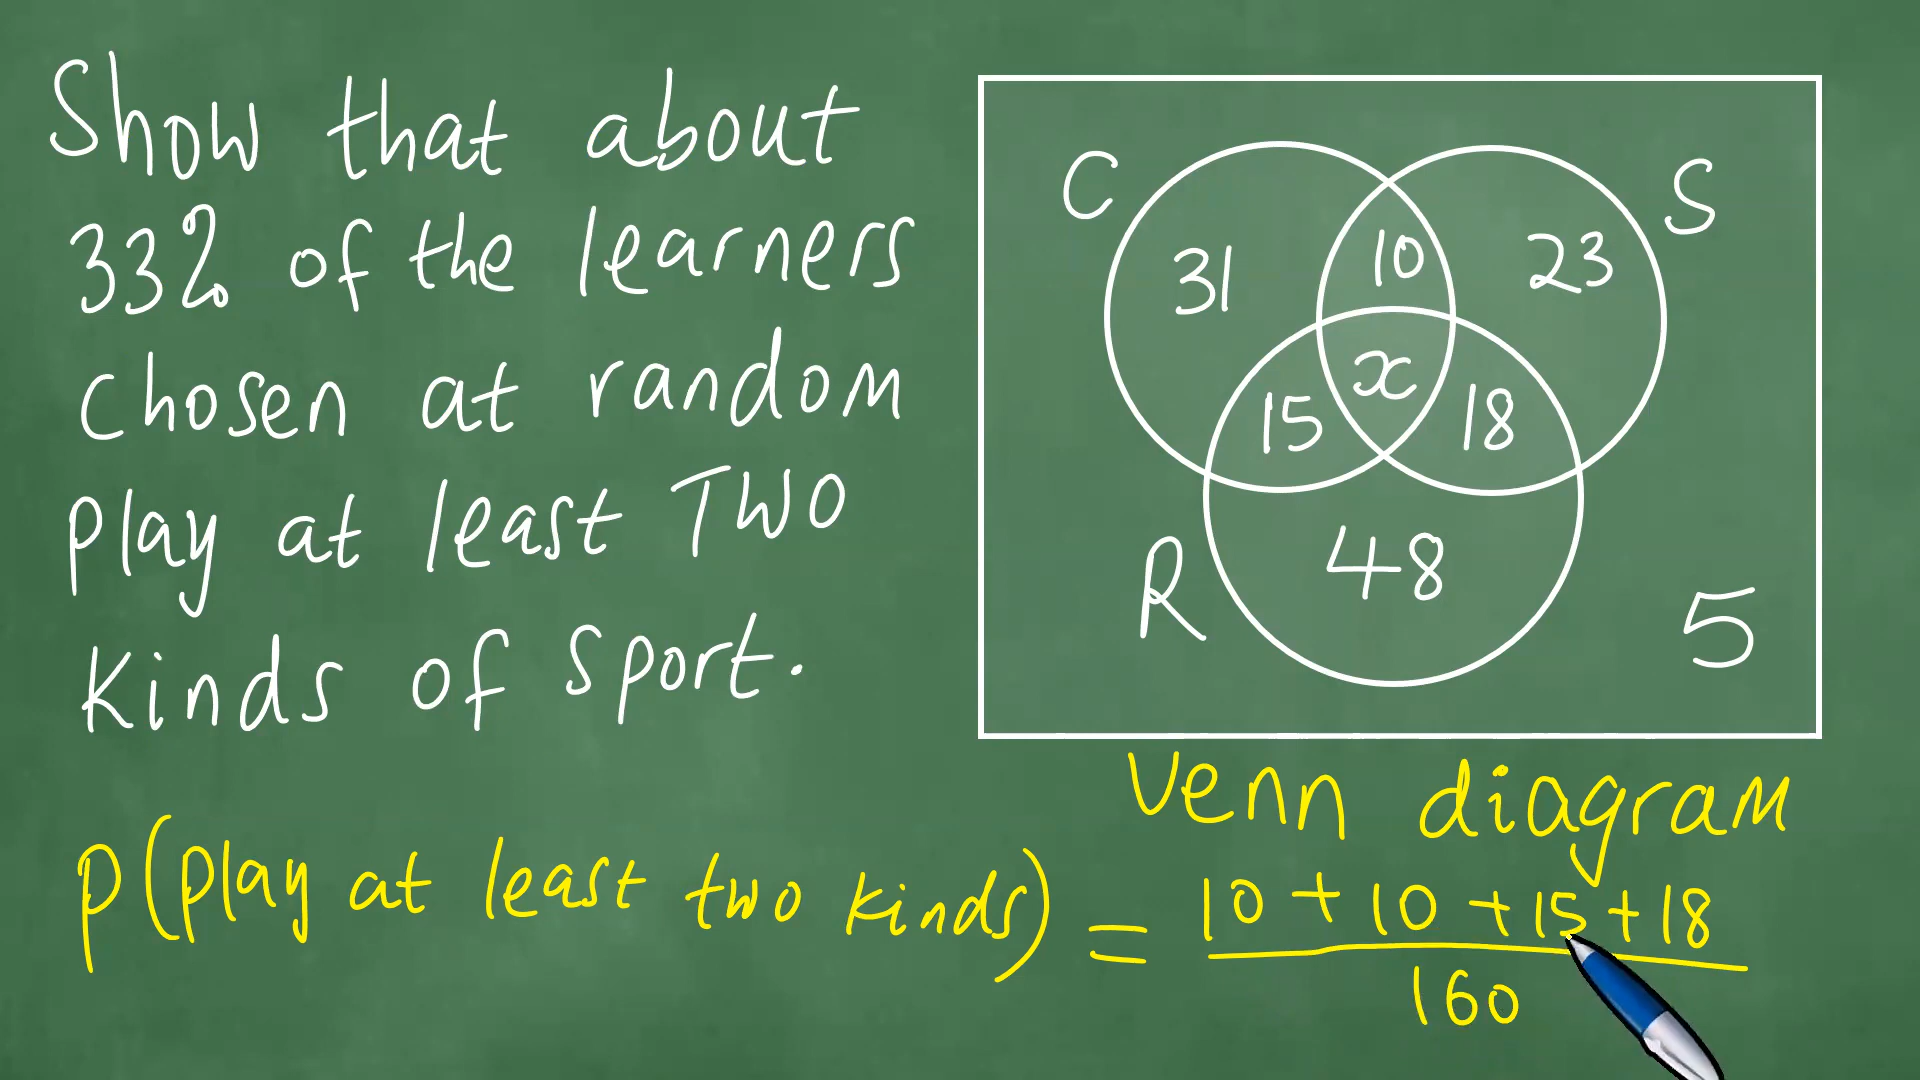 Show that about
33% of the learners
chosen at random
play at least TWO
kinds of sport.
C
S
31
10
23
x
15
18
R
48
5
Venn diagram
P(play at least two kinds) = 10 + 10 + 15 + 18
160